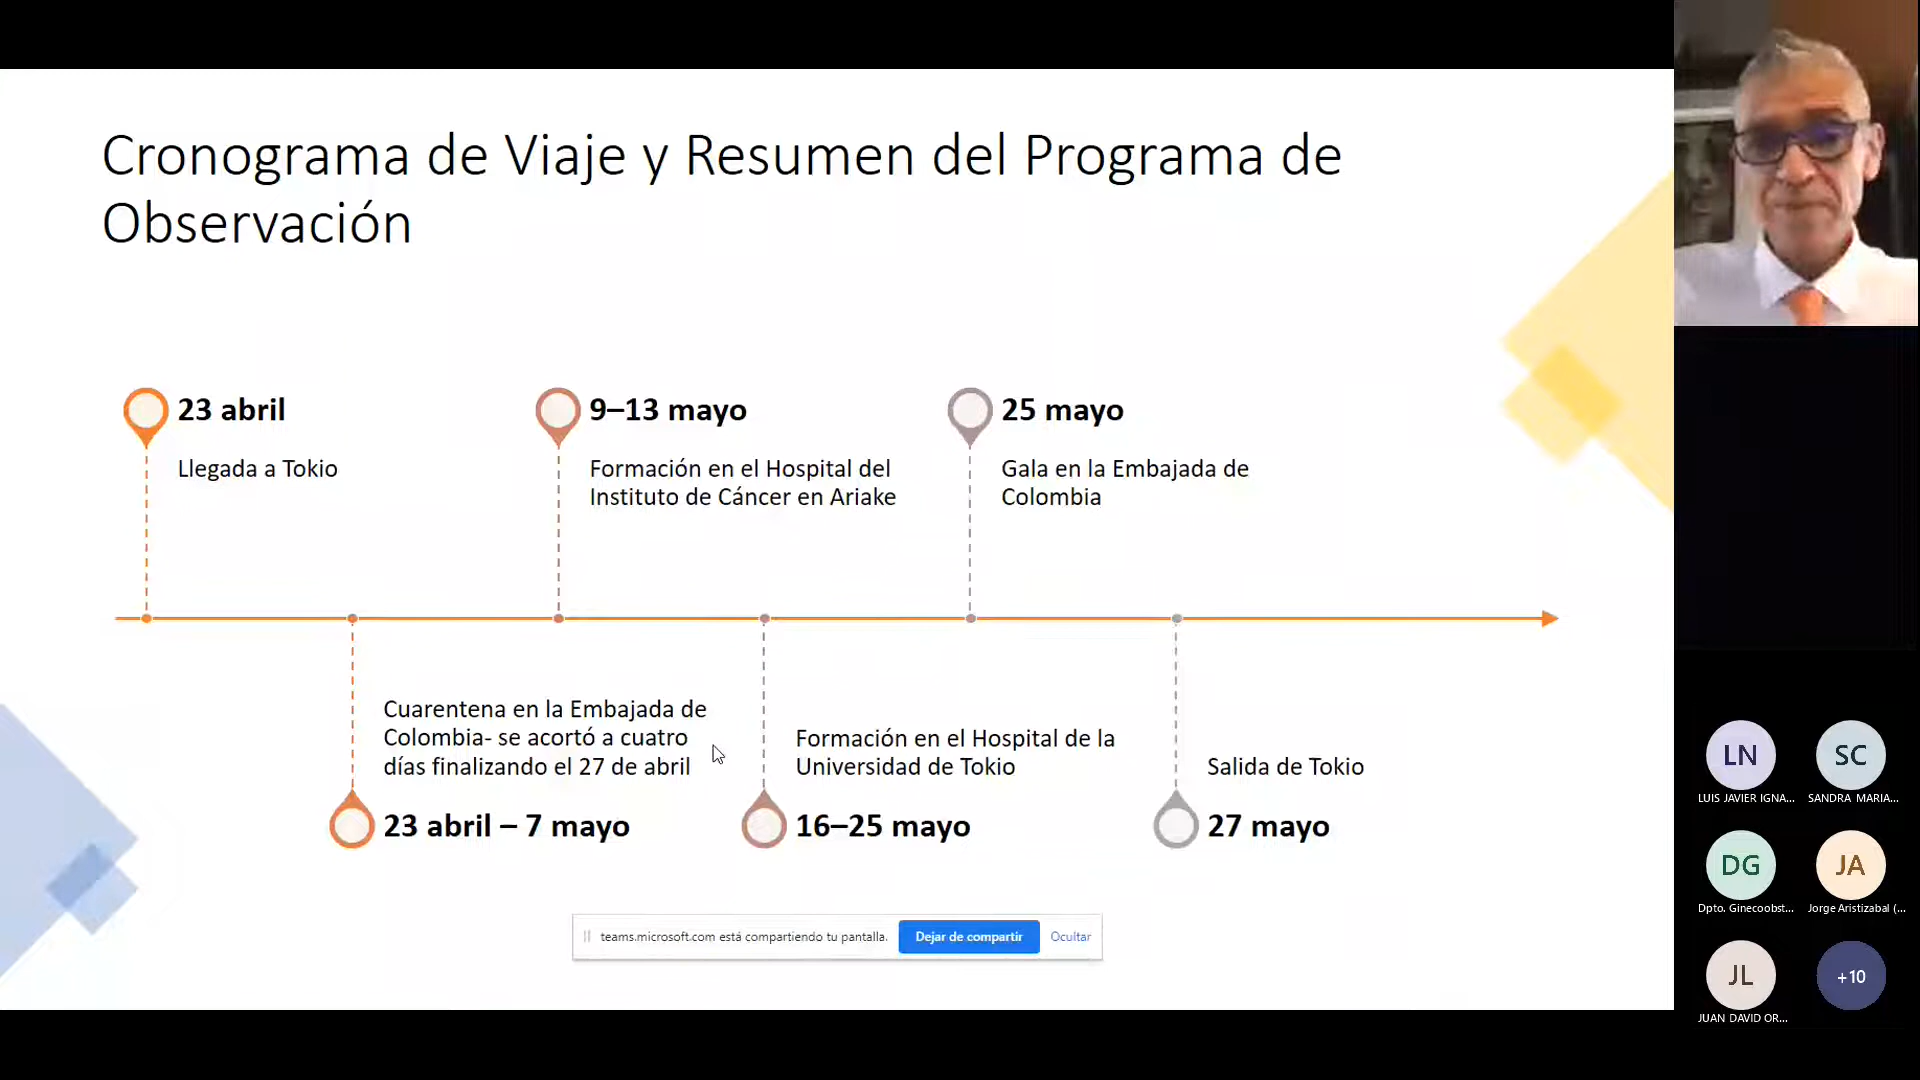 Cronograma de Viaje y Resumen del Programa de
Observación
23 abril
Llegada a Tokio
9–13 mayo
Formación en el Hospital del
Instituto de Cáncer en Ariake
25 mayo
Gala en la Embajada de
Colombia
Cuarentena en la Embajada de
Colombia- se acortó a cuatro
días finalizando el 27 de abril
23 abril – 7 mayo
Formación en el Hospital de la
Universidad de Tokio
16–25 mayo
Salida de Tokio
27 mayo
teams.microsoft.com está compartiendo tu pantalla.
Dejar de compartir
Ocultar
LN
LUIS JAVIER IGNA...
SC
SANDRA MARIA...
DG
Dpto. Ginecoobst...
JA
Jorge Aristizabal (...
JL
JUAN DAVID OR...
+10